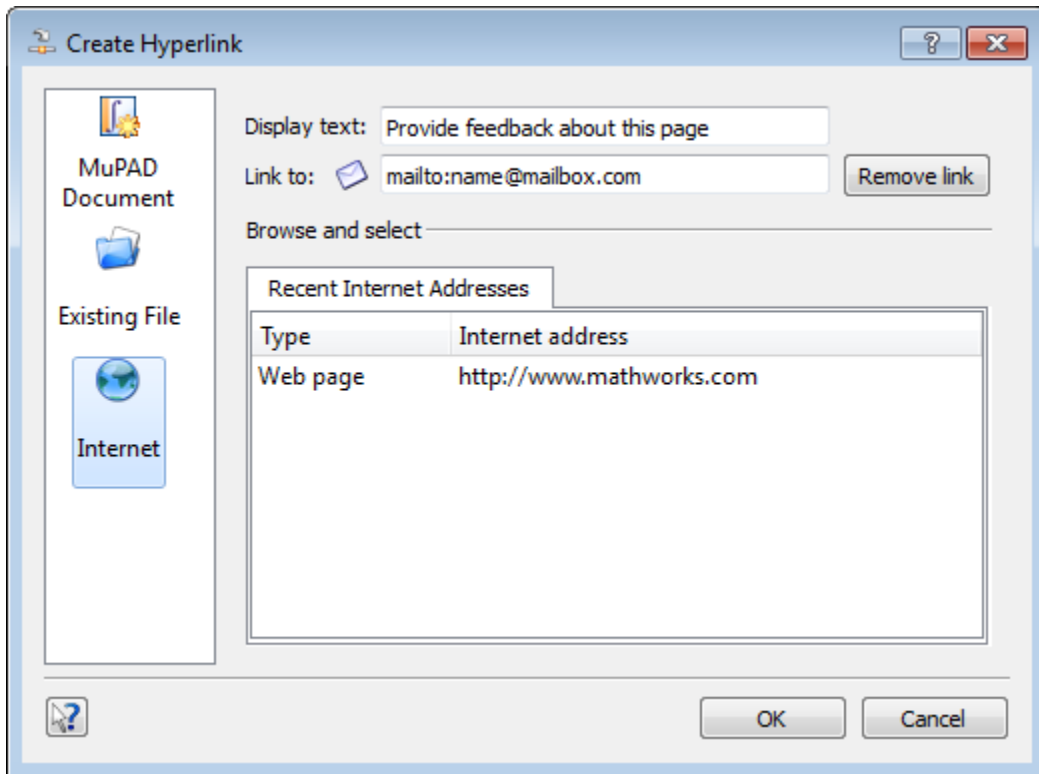 Create Hyperlink
MuPAD
Document
Existing File
Internet
Display text: Provide feedback about this page
Link to: mailto:name@mailbox.com Remove link
Browse and select
Recent Internet Addresses
Type Internet address
Web page http://www.mathworks.com
OK Cancel